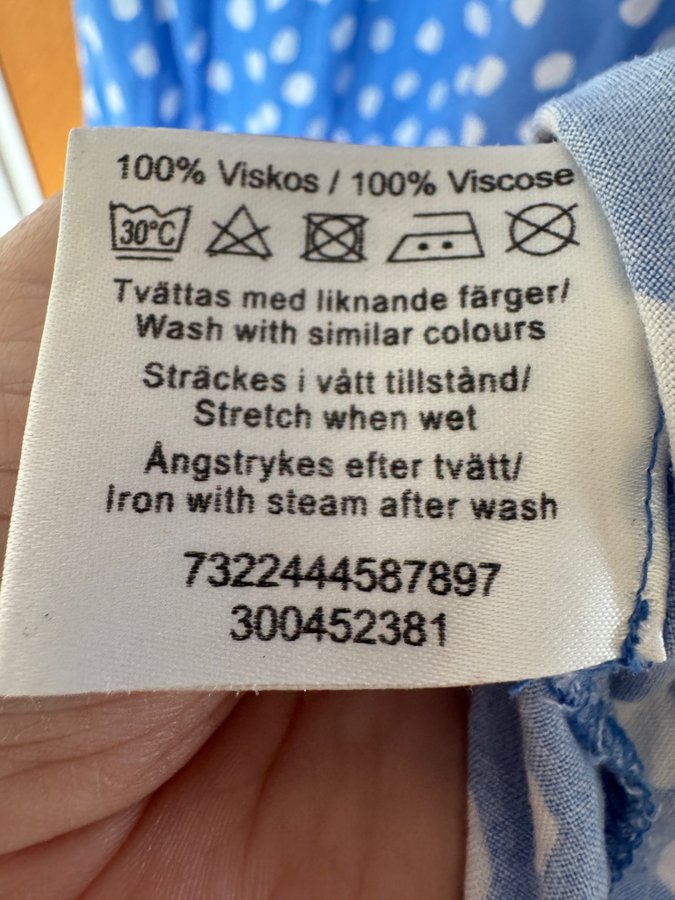 100% Viskos / 100% Viscose
30°C
Tvättas med liknande färger/
Wash with similar colours
Sträckes i vått tillstånd/
Stretch when wet
Ångstrykes efter tvätt/
Iron with steam after wash
7322444587897
300452381